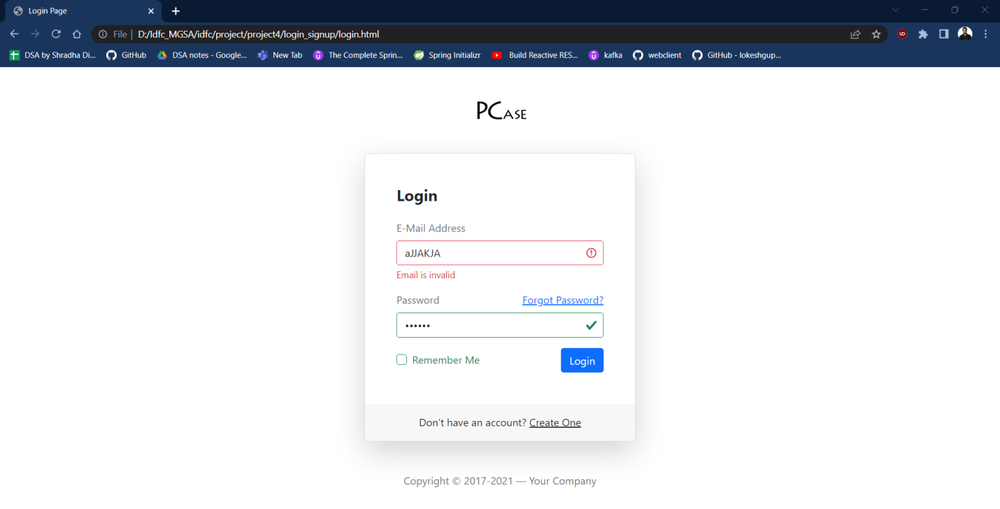 Login Page
File D:/Idfc_MGSA/idfc/project/project4/login_signup/login.html
DSA by Shradha Di... GitHub DSA notes - Google... New Tab The Complete Sprin... Spring Initializr Build Reactive RES... kafka webclient GitHub - lokeshgup...
PCASE
Login
E-Mail Address
aJJAKJA
Email is invalid
Password Forgot Password?
••••••
Remember Me Login
Don't have an account? Create One
Copyright © 2017-2021 — Your Company